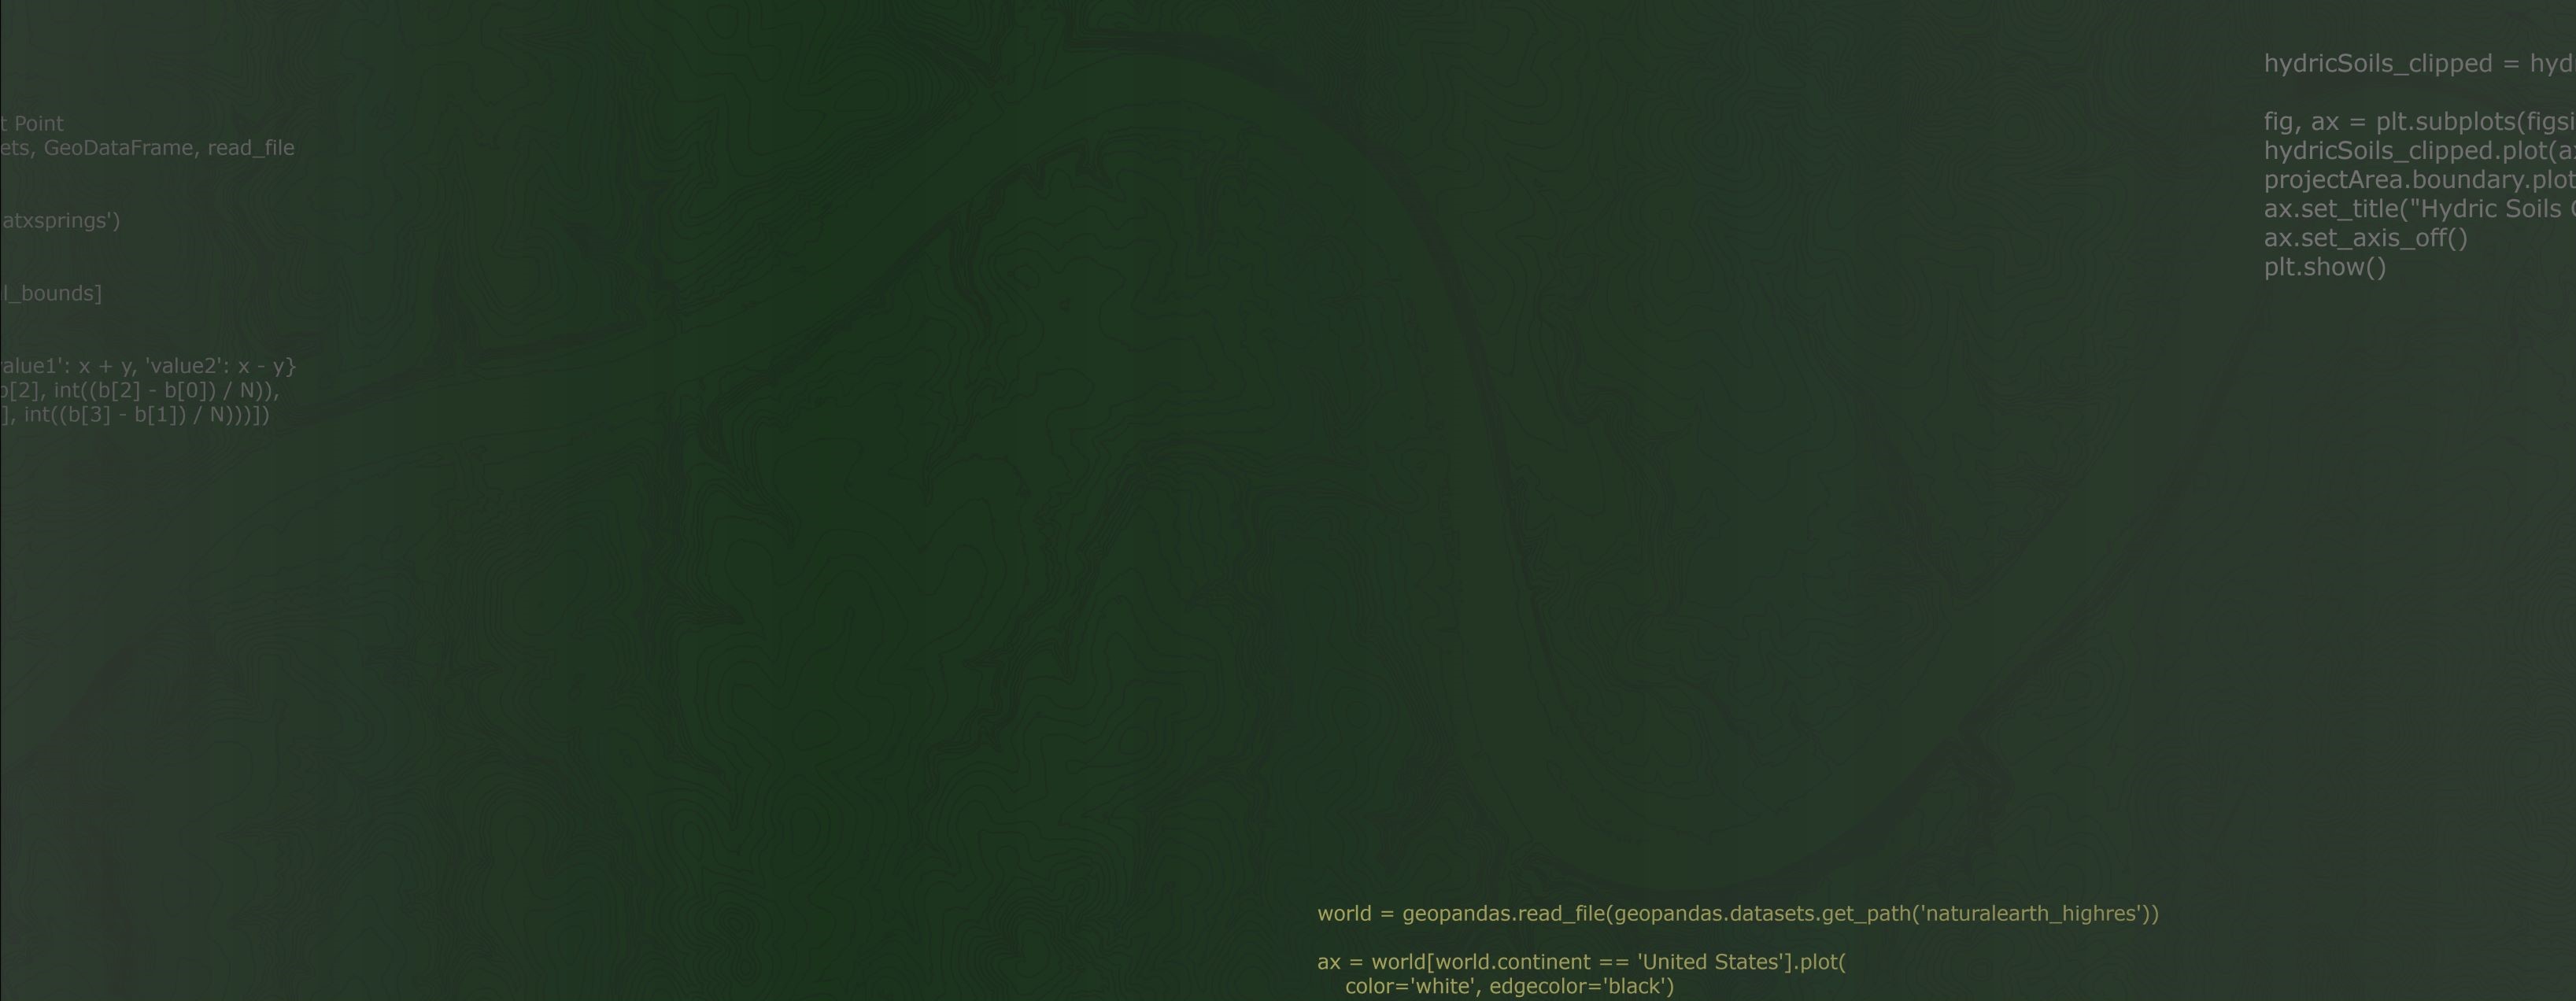 t Point
ets, GeoDataFrame, read_file
atxsprings')
l_bounds]
value1': x + y, 'value2': x - y}
b[2], int((b[2] - b[0]) / N)),
], int((b[3] - b[1]) / N)))])
hydricSoils_clipped = hyd
fig, ax = plt.subplots(figsi
hydricSoils_clipped.plot(ax
projectArea.boundary.plot
ax.set_title("Hydric Soils
ax.set_axis_off()
plt.show()
world = geopandas.read_file(geopandas.datasets.get_path('naturalearth_highres'))
ax = world[world.continent == 'United States'].plot(
color='white', edgecolor='black')